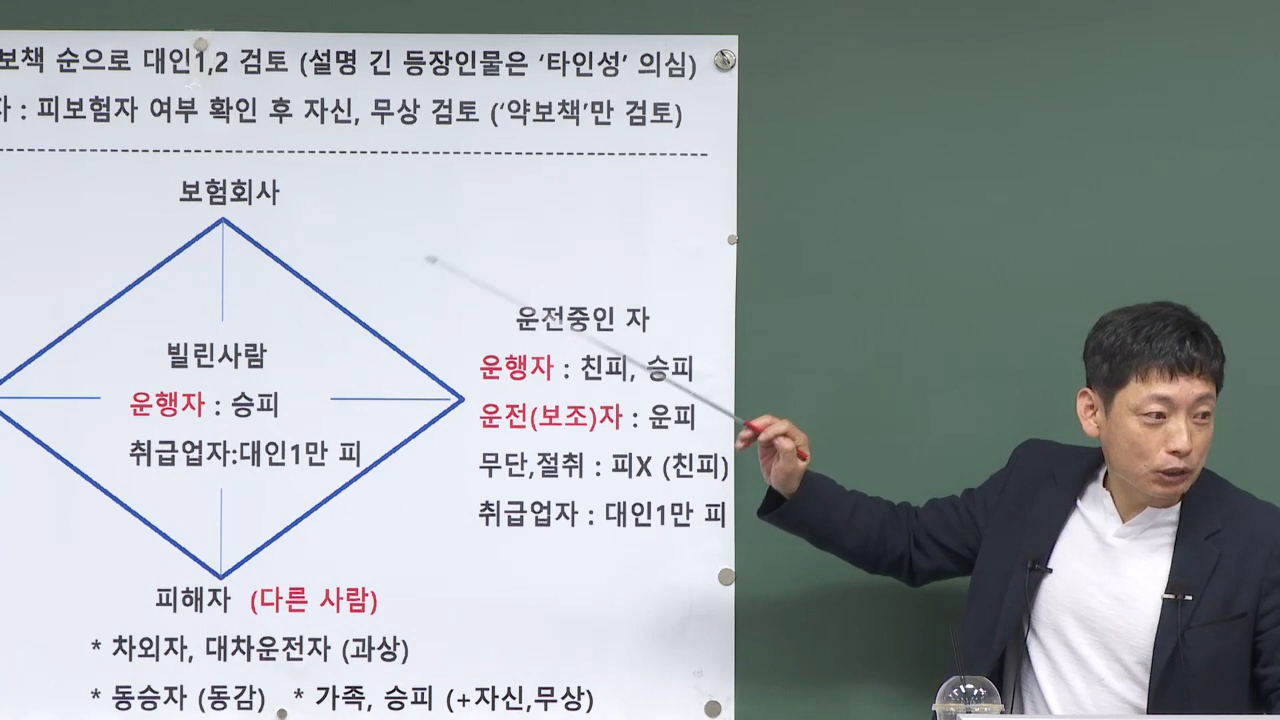 보책 순으로 대인1,2 검토 (설명 긴 등장인물은 ‘타인성’ 의심)
자 : 피보험자 여부 확인 후 자신, 무상 검토 (‘약보책’만 검토)
보험회사
빌린사람
운행자 : 승피
취급업자:대인1만 피
운전중인 자
운행자 : 친피, 승피
운전(보조)자 : 운피
무단,절취 : 피X (친피)
취급업자 : 대인1만 피
피해자 (다른 사람)
* 차외자, 대차운전자 (과상)
* 동승자 (동감) * 가족, 승피 (+자신,무상)